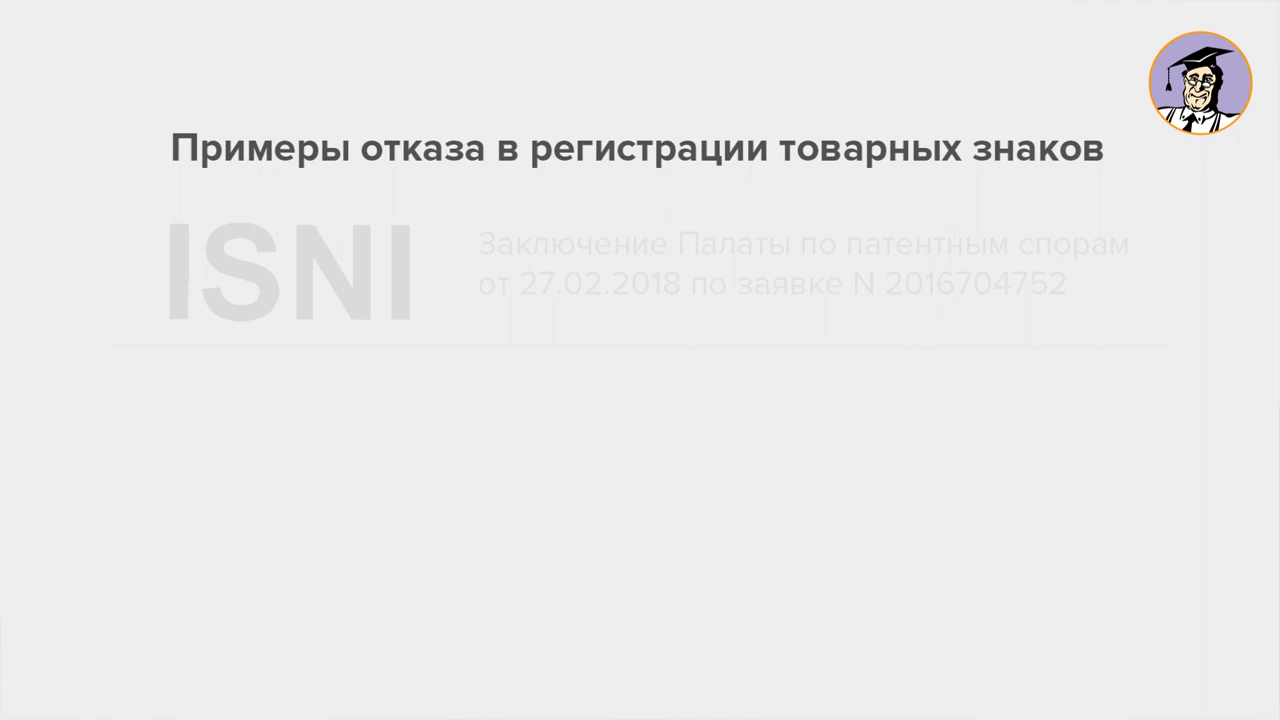 Примеры отказа в регистрации товарных знаков
ISNI
Заключение Палаты по патентным спорам
от 27.02.2018 по заявке N 2016704752